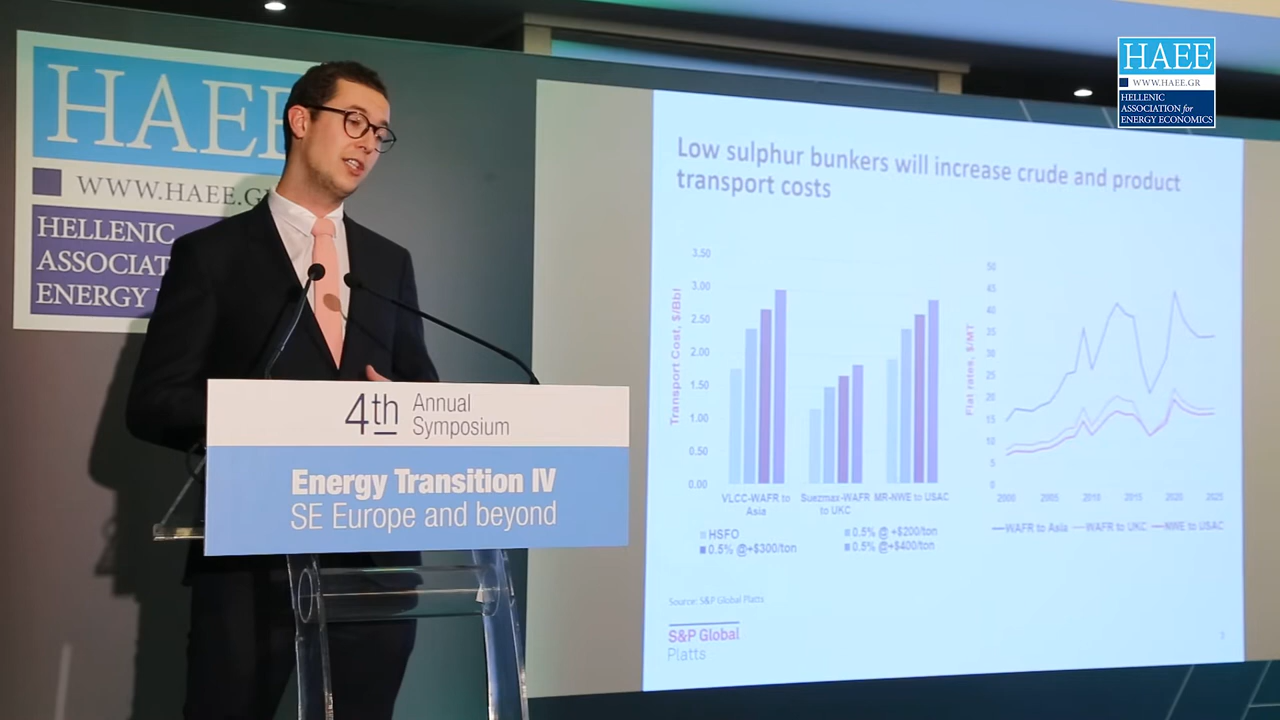 HAEE
WWW.HAEE.GR
HELLENIC
ASSOCIAT
ENERGY
4th Annual
Symposium
Energy Transition IV
SE Europe and beyond
HAEE
WWW.HAEE.GR
HELLENIC
ASSOCIATION for
ENERGY ECONOMICS
Low sulphur bunkers will increase crude and product
transport costs
Transport Cost, $/Bbl
3.50
3.00
2.50
2.00
1.50
1.00
0.50
0.00
VLCC-WAFR to
Asia
Suezmax-WAFR
to UKC
MR-NWE to USAC
HSFO
0.5% @+$200/ton
0.5% @+$300/ton
0.5% @+$400/ton
Flat rates, $/MT
50
45
40
35
30
25
20
15
10
5
0
2000 2005 2010 2015 2020 2025
WAFR to Asia WAFR to UKC NWE to USAC
Source: S&P Global Platts
S&P Global
Platts